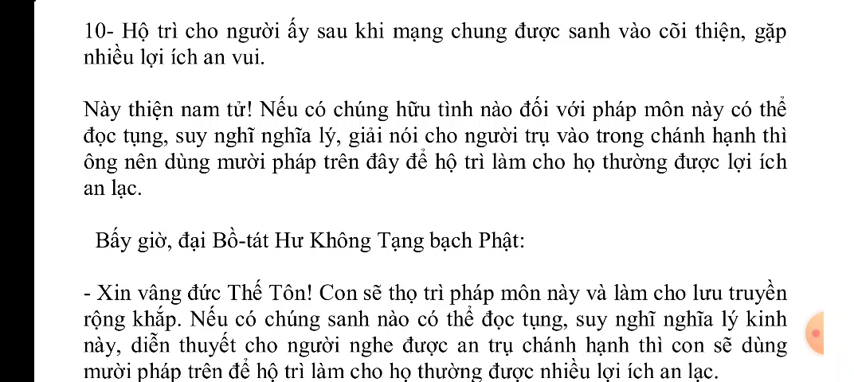 10- Hộ trì cho người ấy sau khi mạng chung được sanh vào cõi thiện, gặp
nhiều lợi ích an vui.
Này thiện nam tử! Nếu có chúng hữu tình nào đối với pháp môn này có thể
đọc tụng, suy nghĩ nghĩa lý, giải nói cho người trụ vào trong chánh hạnh thì
ông nên dùng mười pháp trên đây để hộ trì làm cho họ thường được lợi ích
an lạc.
Bấy giờ, đại Bồ-tát Hư Không Tạng bạch Phật:
- Xin vâng đức Thế Tôn! Con sẽ thọ trì pháp môn này và làm cho lưu truyền
rộng khắp. Nếu có chúng sanh nào có thể đọc tụng, suy nghĩ nghĩa lý kinh
này, diễn thuyết cho người nghe được an trụ chánh hạnh thì con sẽ dùng
mười pháp trên để hộ trì làm cho họ thường được nhiều lợi ích an lạc.